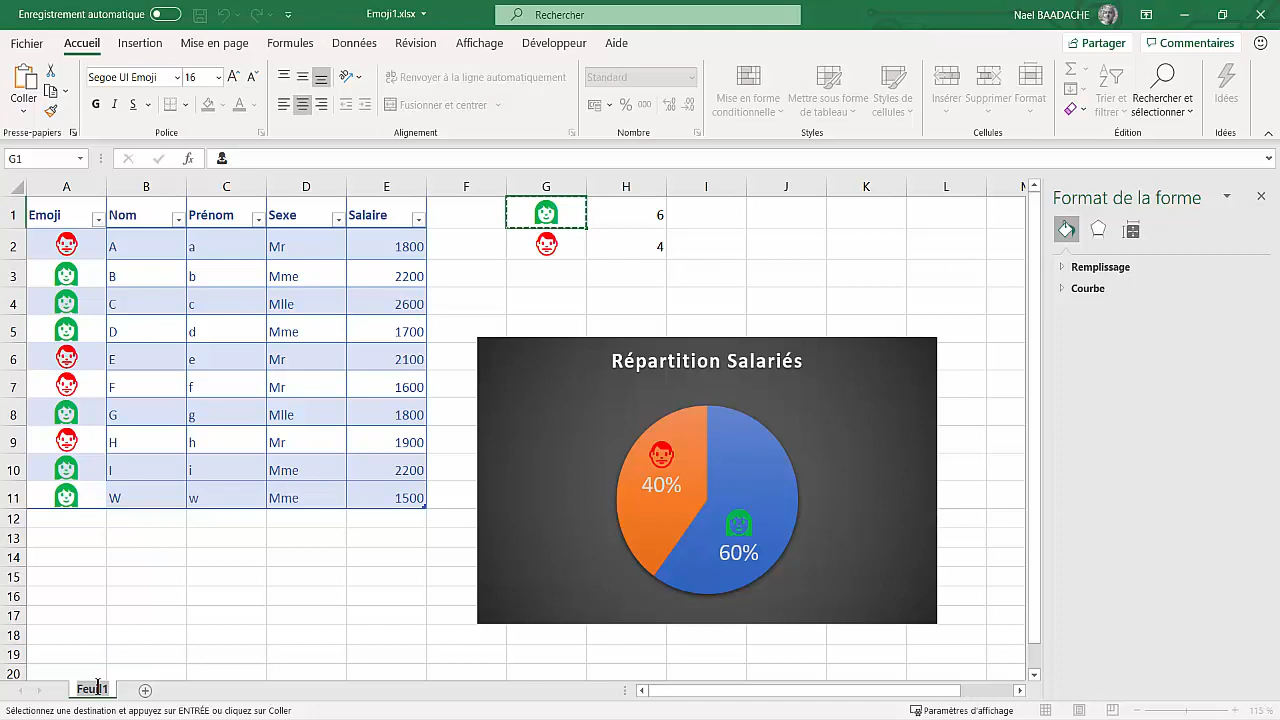 Enregistrement automatique
Emoji1.xlsx
Rechercher
Nael BAADACHE
Fichier Accueil Insertion Mise en page Formules Données Révision Affichage Développeur Aide
Partager Commentaires
Coller
Segoe UI Emoji 16
G I S
Renvoyer à la ligne automatiquement
Fusionner et centrer
Standard
% 000
Mise en forme conditionnelle
Mettre sous forme de tableau
Styles de cellules
Insérer Supprimer Format
Trier et filtrer
Rechercher et sélectionner
Idées
Presse-papiers Police Alignement Nombre Styles Cellules Édition Idées
G1 fx
A B C D E F G H I J K L M
1 Emoji Nom Prénom Sexe Salaire 6
2 A a Mr 1800 4
3 B b Mme 2200
4 C c Mlle 2600
5 D d Mme 1700
6 E e Mr 2100
7 F f Mr 1600
8 G g Mlle 1800
9 H h Mr 1900
10 I i Mme 2200
11 W w Mme 1500
12
13
14
15
16
17
18
19
20
Répartition Salariés
40%
60%
Format de la forme
Remplissage
Courbe
Feuil1
Sélectionnez une destination et appuyez sur ENTRÉE ou cliquez sur Coller
Paramètres d'affichage
115 %